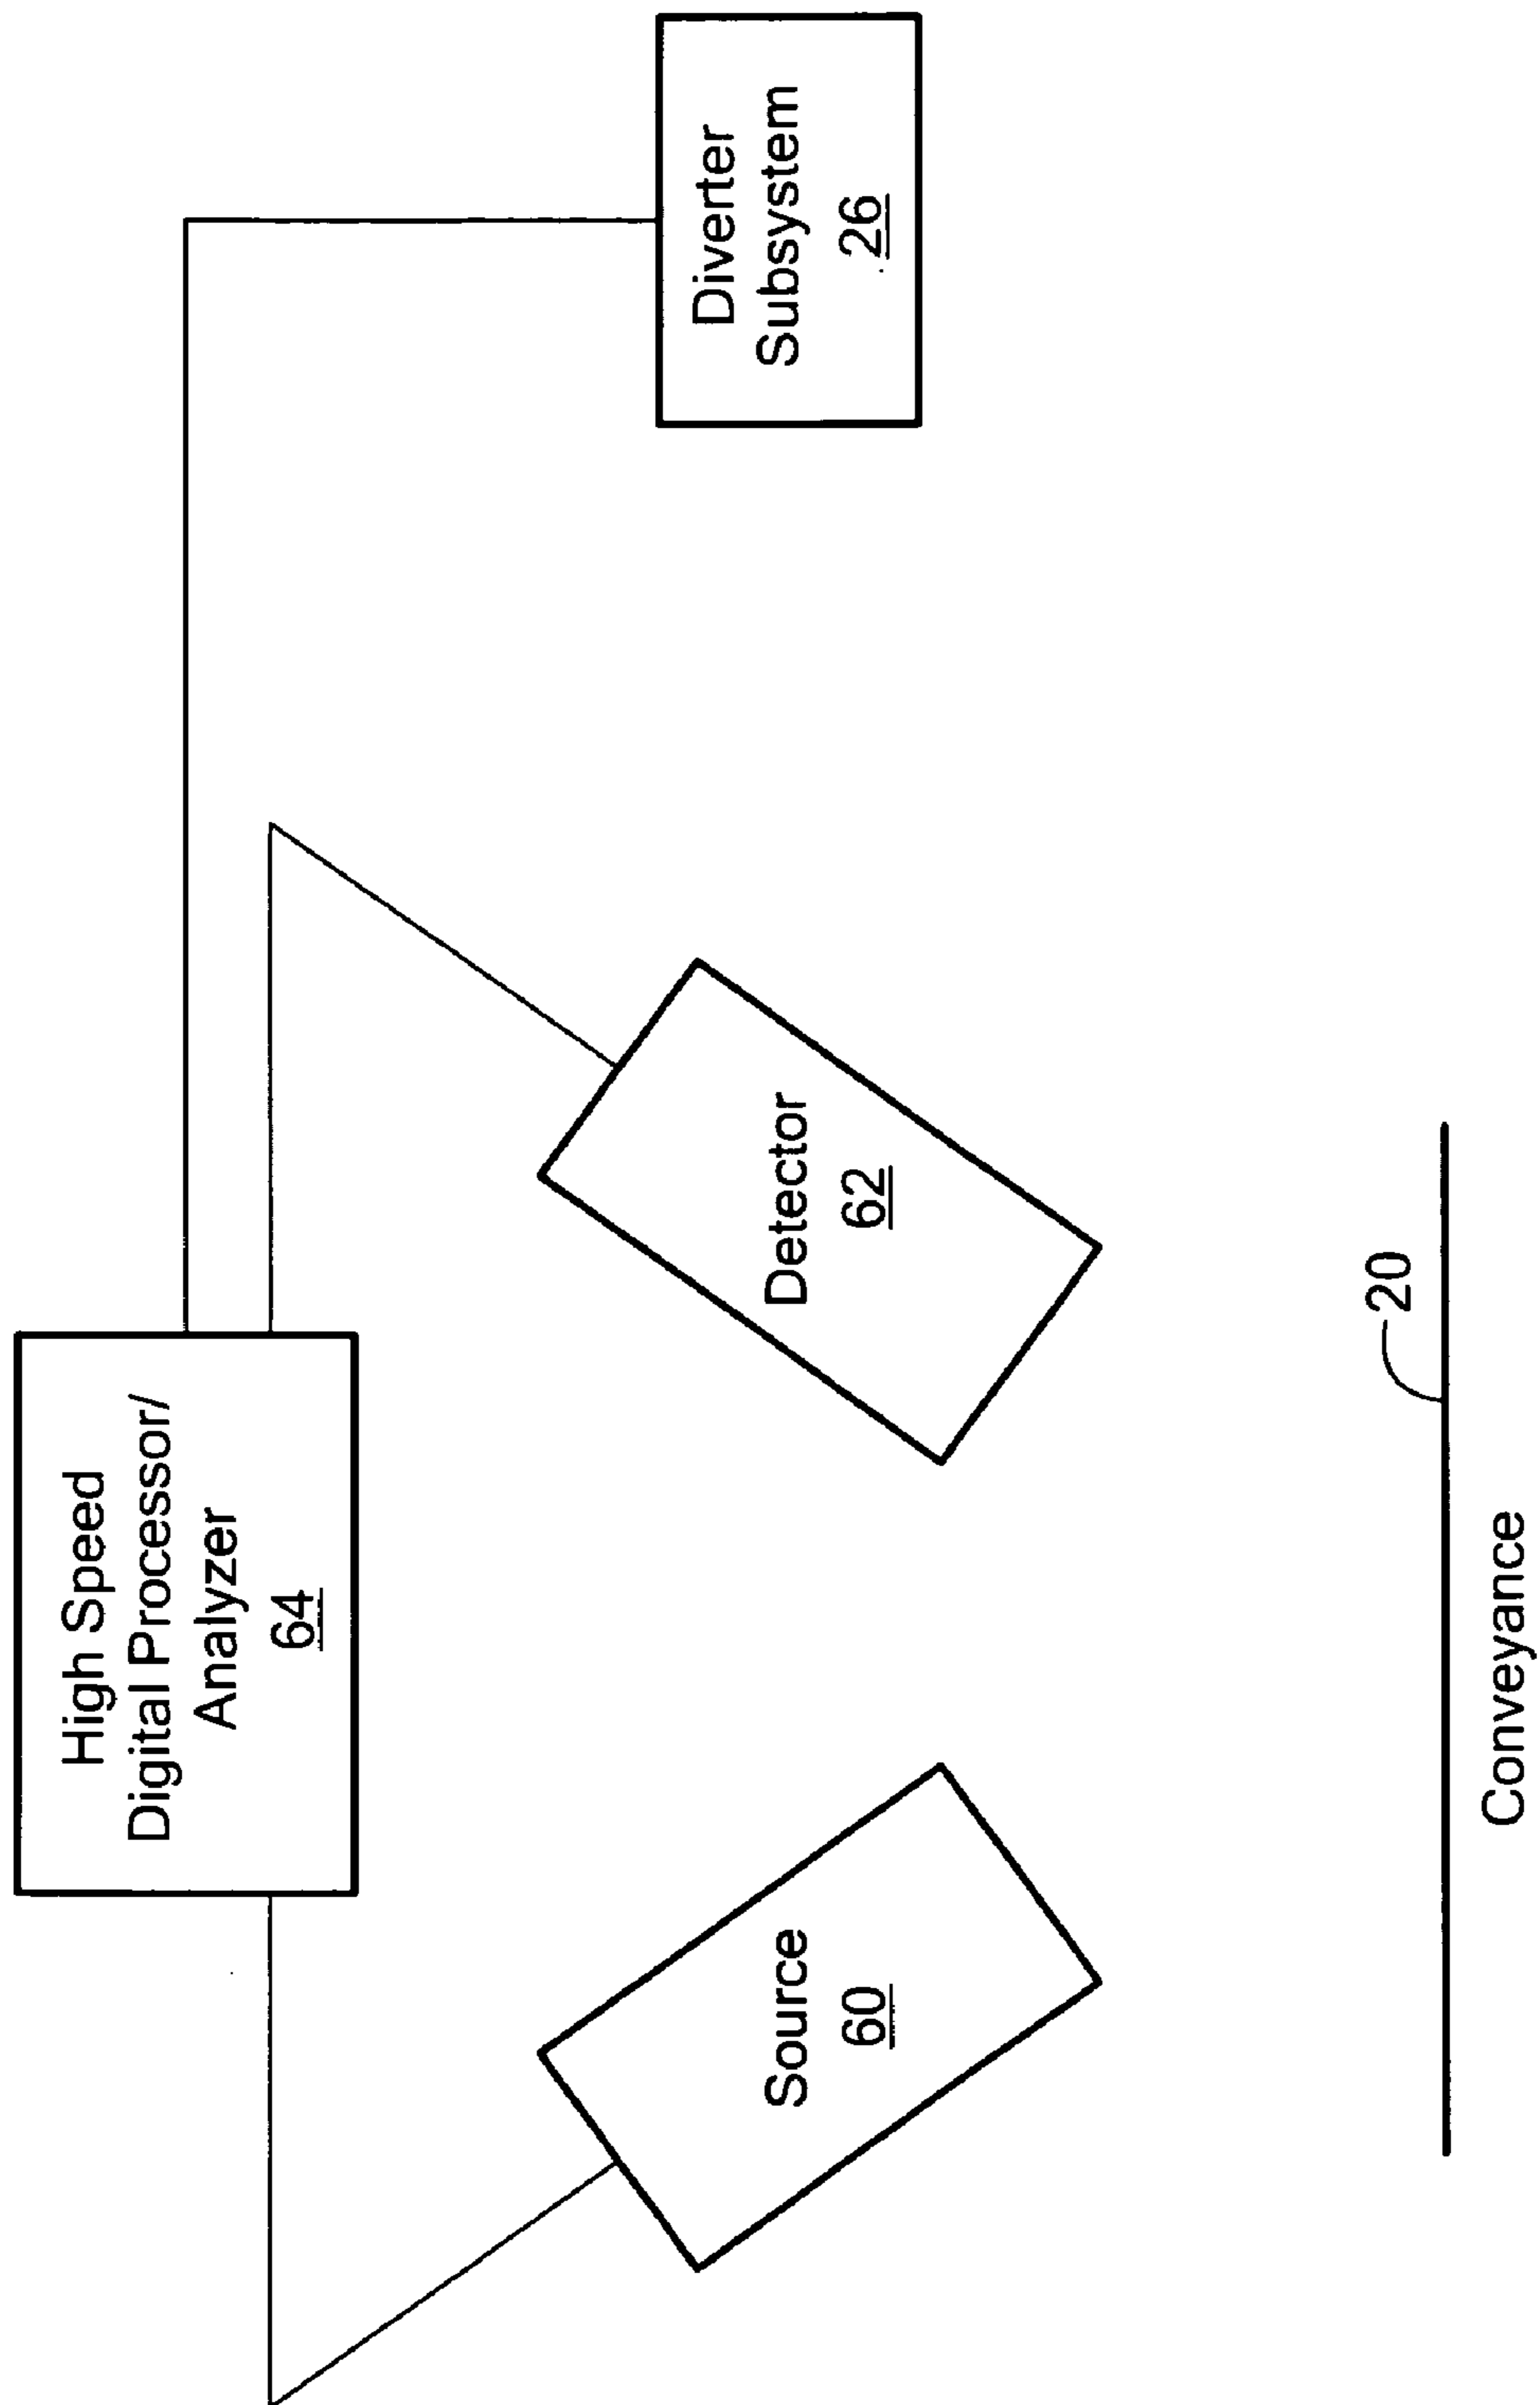 High Speed
Digital Processor/
Analyzer
64
Source
60
Detector
62
Diverter
Subsystem
26
20
Conveyance